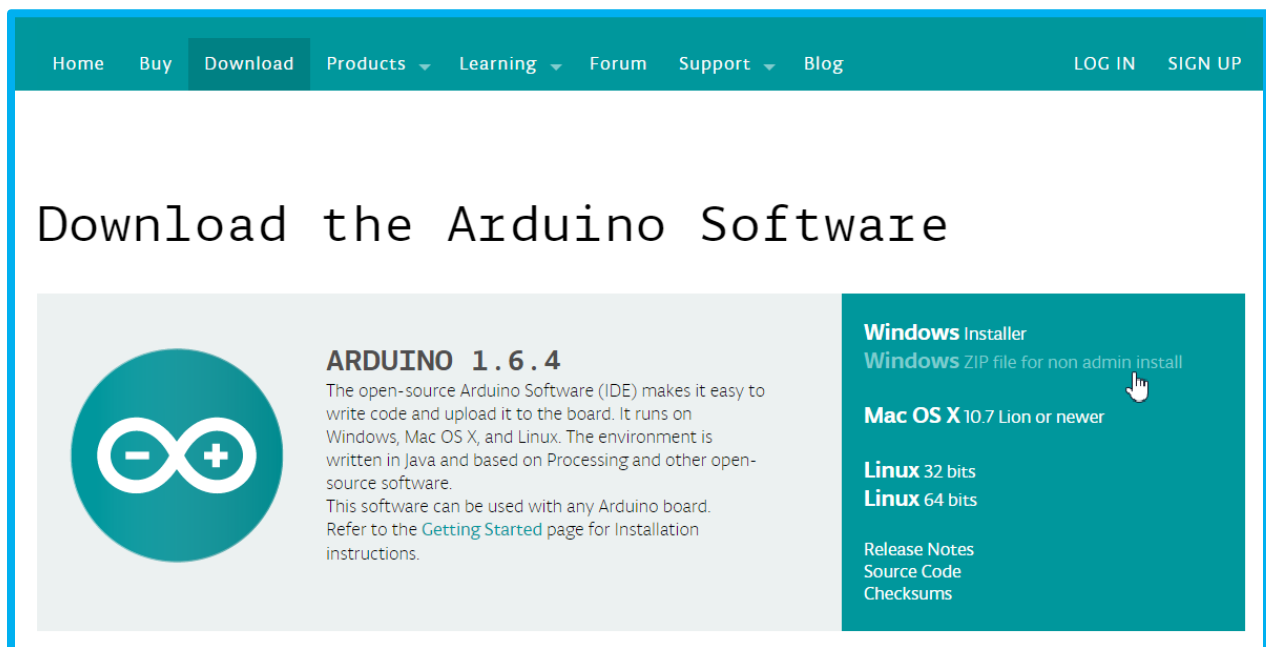 Home Buy Download Products Learning Forum Support Blog LOG IN SIGN UP
Download the Arduino Software
ARDUINO 1.6.4
The open-source Arduino Software (IDE) makes it easy to
write code and upload it to the board. It runs on
Windows, Mac OS X, and Linux. The environment is
written in Java and based on Processing and other open-
source software.
This software can be used with any Arduino board.
Refer to the Getting Started page for Installation
instructions.
Windows Installer
Windows ZIP file for non admin install
Mac OS X 10.7 Lion or newer
Linux 32 bits
Linux 64 bits
Release Notes
Source Code
Checksums